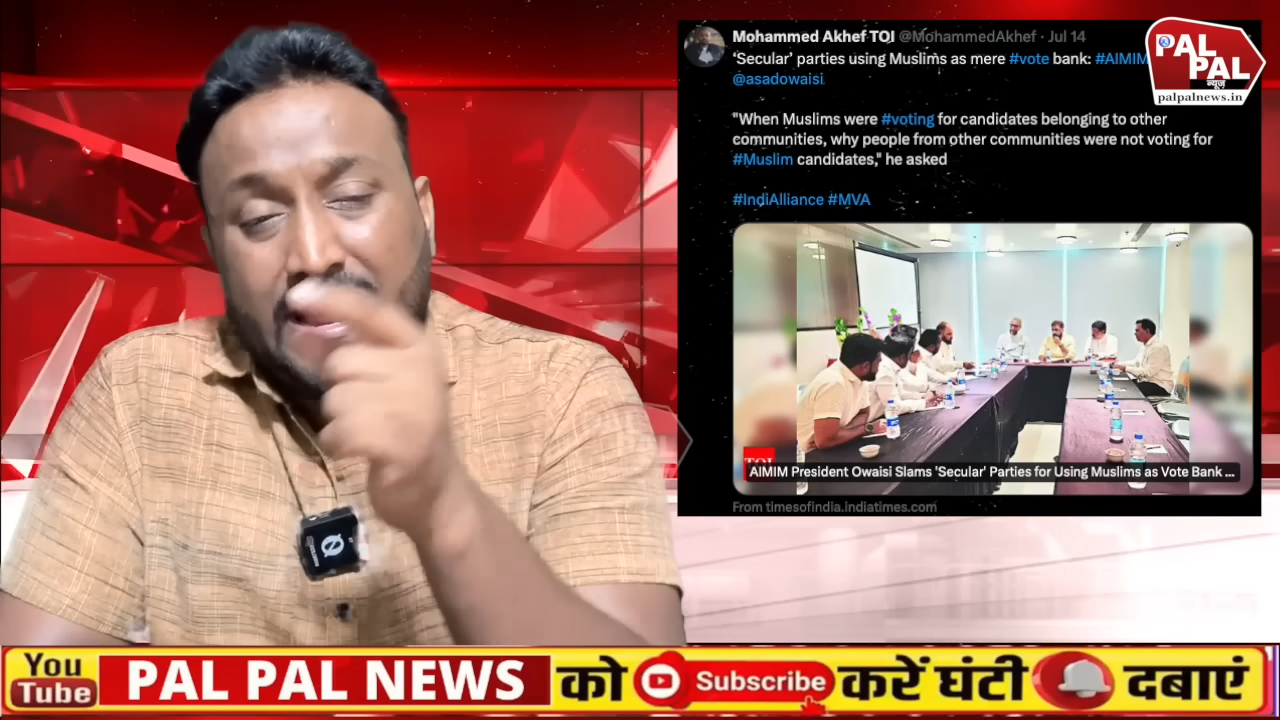 Mohammed Akhef TOI @MohammedAkhef · Jul 14
‘Secular’ parties using Muslims as mere #vote bank: #AIMIM
@asadowaisi
"When Muslims were #voting for candidates belonging to other
communities, why people from other communities were not voting for
#Muslim candidates," he asked
#IndiAlliance #MVA
PAL
PAL
न्यूज़
palpalnews.in
TOI
AIMIM President Owaisi Slams 'Secular' Parties for Using Muslims as Vote Bank ...
From timesofindia.indiatimes.com
You
Tube
PAL PAL NEWS को Subscribe करें घंटी दबाएं